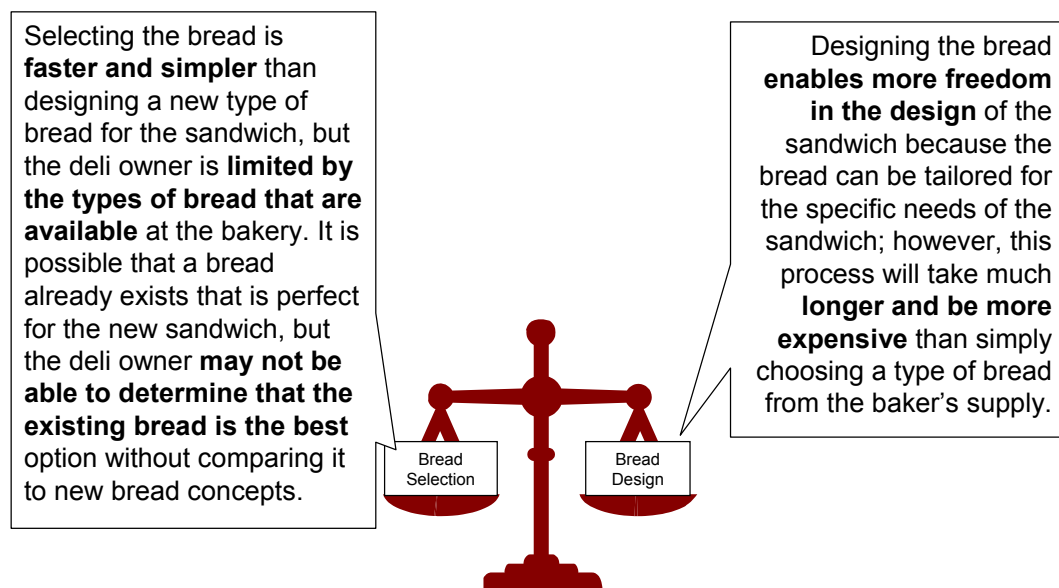 Selecting the bread is
faster and simpler than
designing a new type of
bread for the sandwich, but
the deli owner is limited by
the types of bread that are
available at the bakery. It is
possible that a bread
already exists that is perfect
for the new sandwich, but
the deli owner may not be
able to determine that the
existing bread is the best
option without comparing it
to new bread concepts.
Bread
Selection
Bread
Design
Designing the bread
enables more freedom
in the design of the
sandwich because the
bread can be tailored for
the specific needs of the
sandwich; however, this
process will take much
longer and be more
expensive than simply
choosing a type of bread
from the baker’s supply.